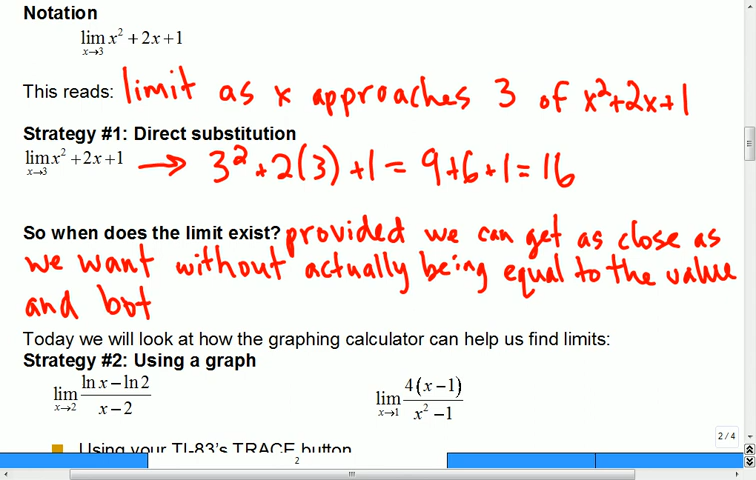 Notation
lim x→3 x² + 2x + 1
This reads: limit as x approaches 3 of x²+2x+1
Strategy #1: Direct substitution
lim x→3 x² + 2x + 1 → 3² + 2(3) + 1 = 9+6+1 = 16
So when does the limit exist? provided we can get as close as
we want without actually being equal to the value
and bot
Today we will look at how the graphing calculator can help us find limits:
Strategy #2: Using a graph
lim x→2 (ln x − ln 2)/(x − 2) lim x→1 4(x − 1)/(x² − 1)
2/4
Using your TI-83's TRACE button
2